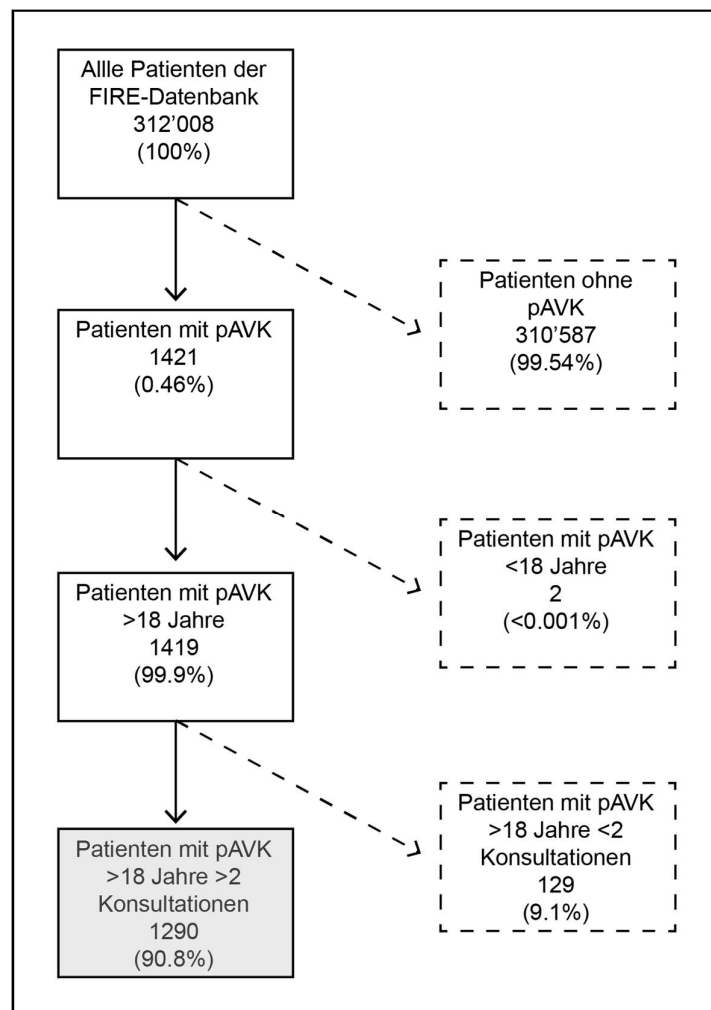 Allle Patienten der
FIRE-Datenbank
312’008
(100%)
Patienten ohne
pAVK
310’587
(99.54%)
Patienten mit pAVK
1421
(0.46%)
Patienten mit pAVK
<18 Jahre
2
(<0.001%)
Patienten mit pAVK
>18 Jahre
1419
(99.9%)
Patienten mit pAVK
>18 Jahre <2
Konsultationen
129
(9.1%)
Patienten mit pAVK
>18 Jahre >2
Konsultationen
1290
(90.8%)